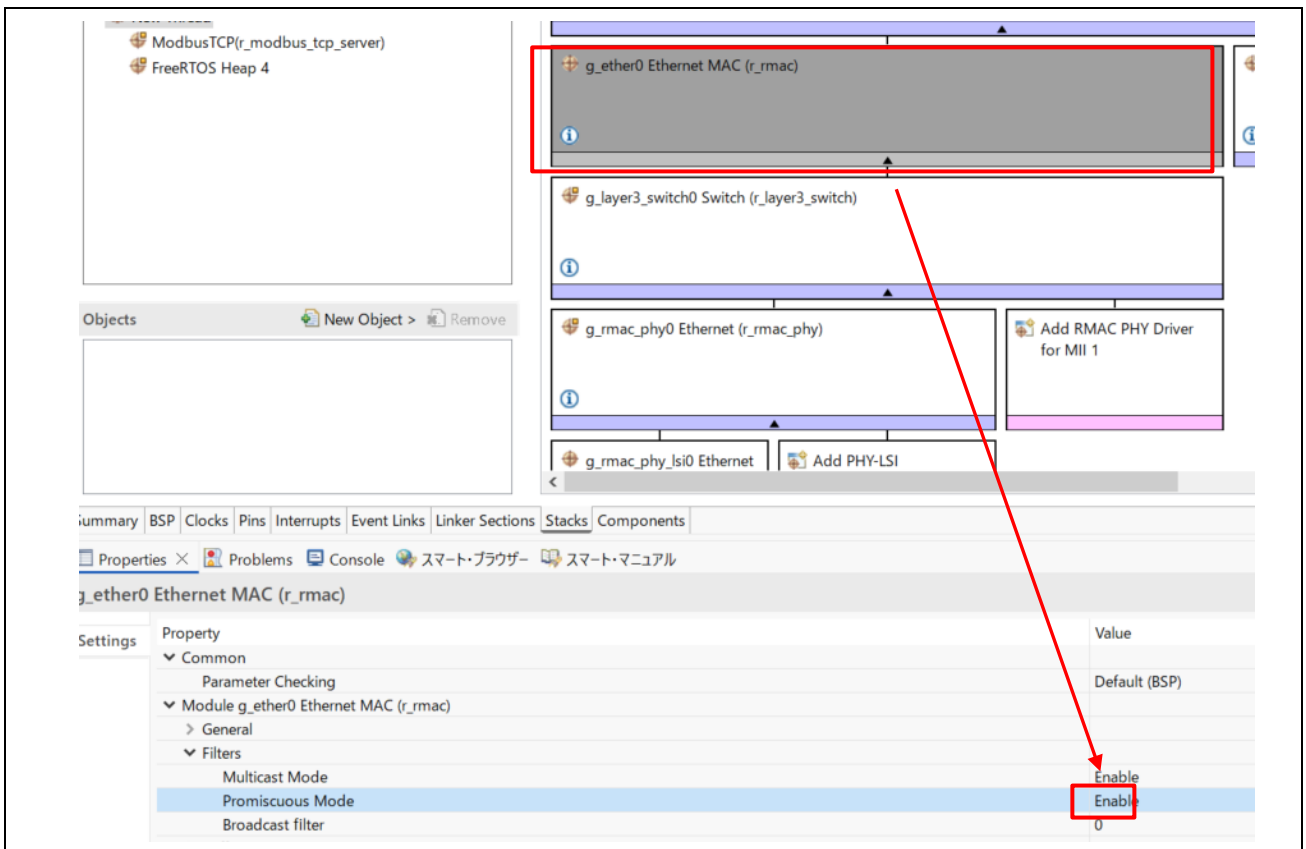 New Thread
ModbusTCP(r_modbus_tcp_server)
FreeRTOS Heap 4
g_ether0 Ethernet MAC (r_rmac)
g_layer3_switch0 Switch (r_layer3_switch)
Objects
New Object >
Remove
g_rmac_phy0 Ethernet (r_rmac_phy)
Add RMAC PHY Driver
for MII 1
g_rmac_phy_lsi0 Ethernet
Add PHY-LSI
Summary BSP Clocks Pins Interrupts Event Links Linker Sections Stacks Components
Properties Problems Console スマート・ブラウザー スマート・マニュアル
g_ether0 Ethernet MAC (r_rmac)
Settings
Property Value
Common
Parameter Checking Default (BSP)
Module g_ether0 Ethernet MAC (r_rmac)
General
Filters
Multicast Mode Enable
Promiscuous Mode Enable
Broadcast filter 0